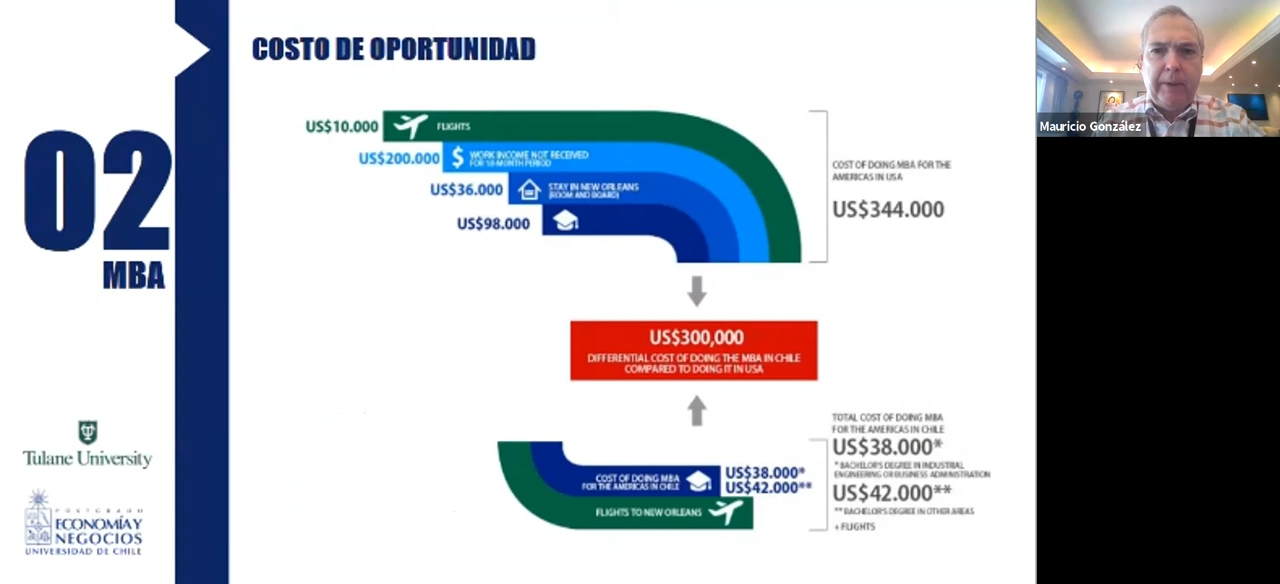 COSTO DE OPORTUNIDAD
Mauricio González
02
MBA
US$10.000
FLIGHTS
US$200.000
$ WORK INCOME NOT RECEIVED
FOR 18 MONTH PERIOD
US$36.000
STAY IN NEW ORLEANS
(ROOM AND BOARD)
US$98.000
COST OF DOING MBA FOR THE
AMERICAS IN USA
US$344.000
US$300,000
DIFFERENTIAL COST OF DOING THE MBA IN CHILE
COMPARED TO DOING IT IN USA
COST OF DOING MBA
FOR THE AMERICAS IN CHILE
US$38.000*
US$42.000**
FLIGHTS TO NEW ORLEANS
TOTAL COST OF DOING MBA
FOR THE AMERICAS IN CHILE
US$38.000*
* BACHELOR'S DEGREE IN INDUSTRIAL
ENGINEERING OR BUSINESS ADMINISTRATION
US$42.000**
** BACHELOR'S DEGREE IN OTHER AREAS
+ FLIGHTS
Tulane University
POSTGRADO
ECONOMÍA Y
NEGOCIOS
UNIVERSIDAD DE CHILE